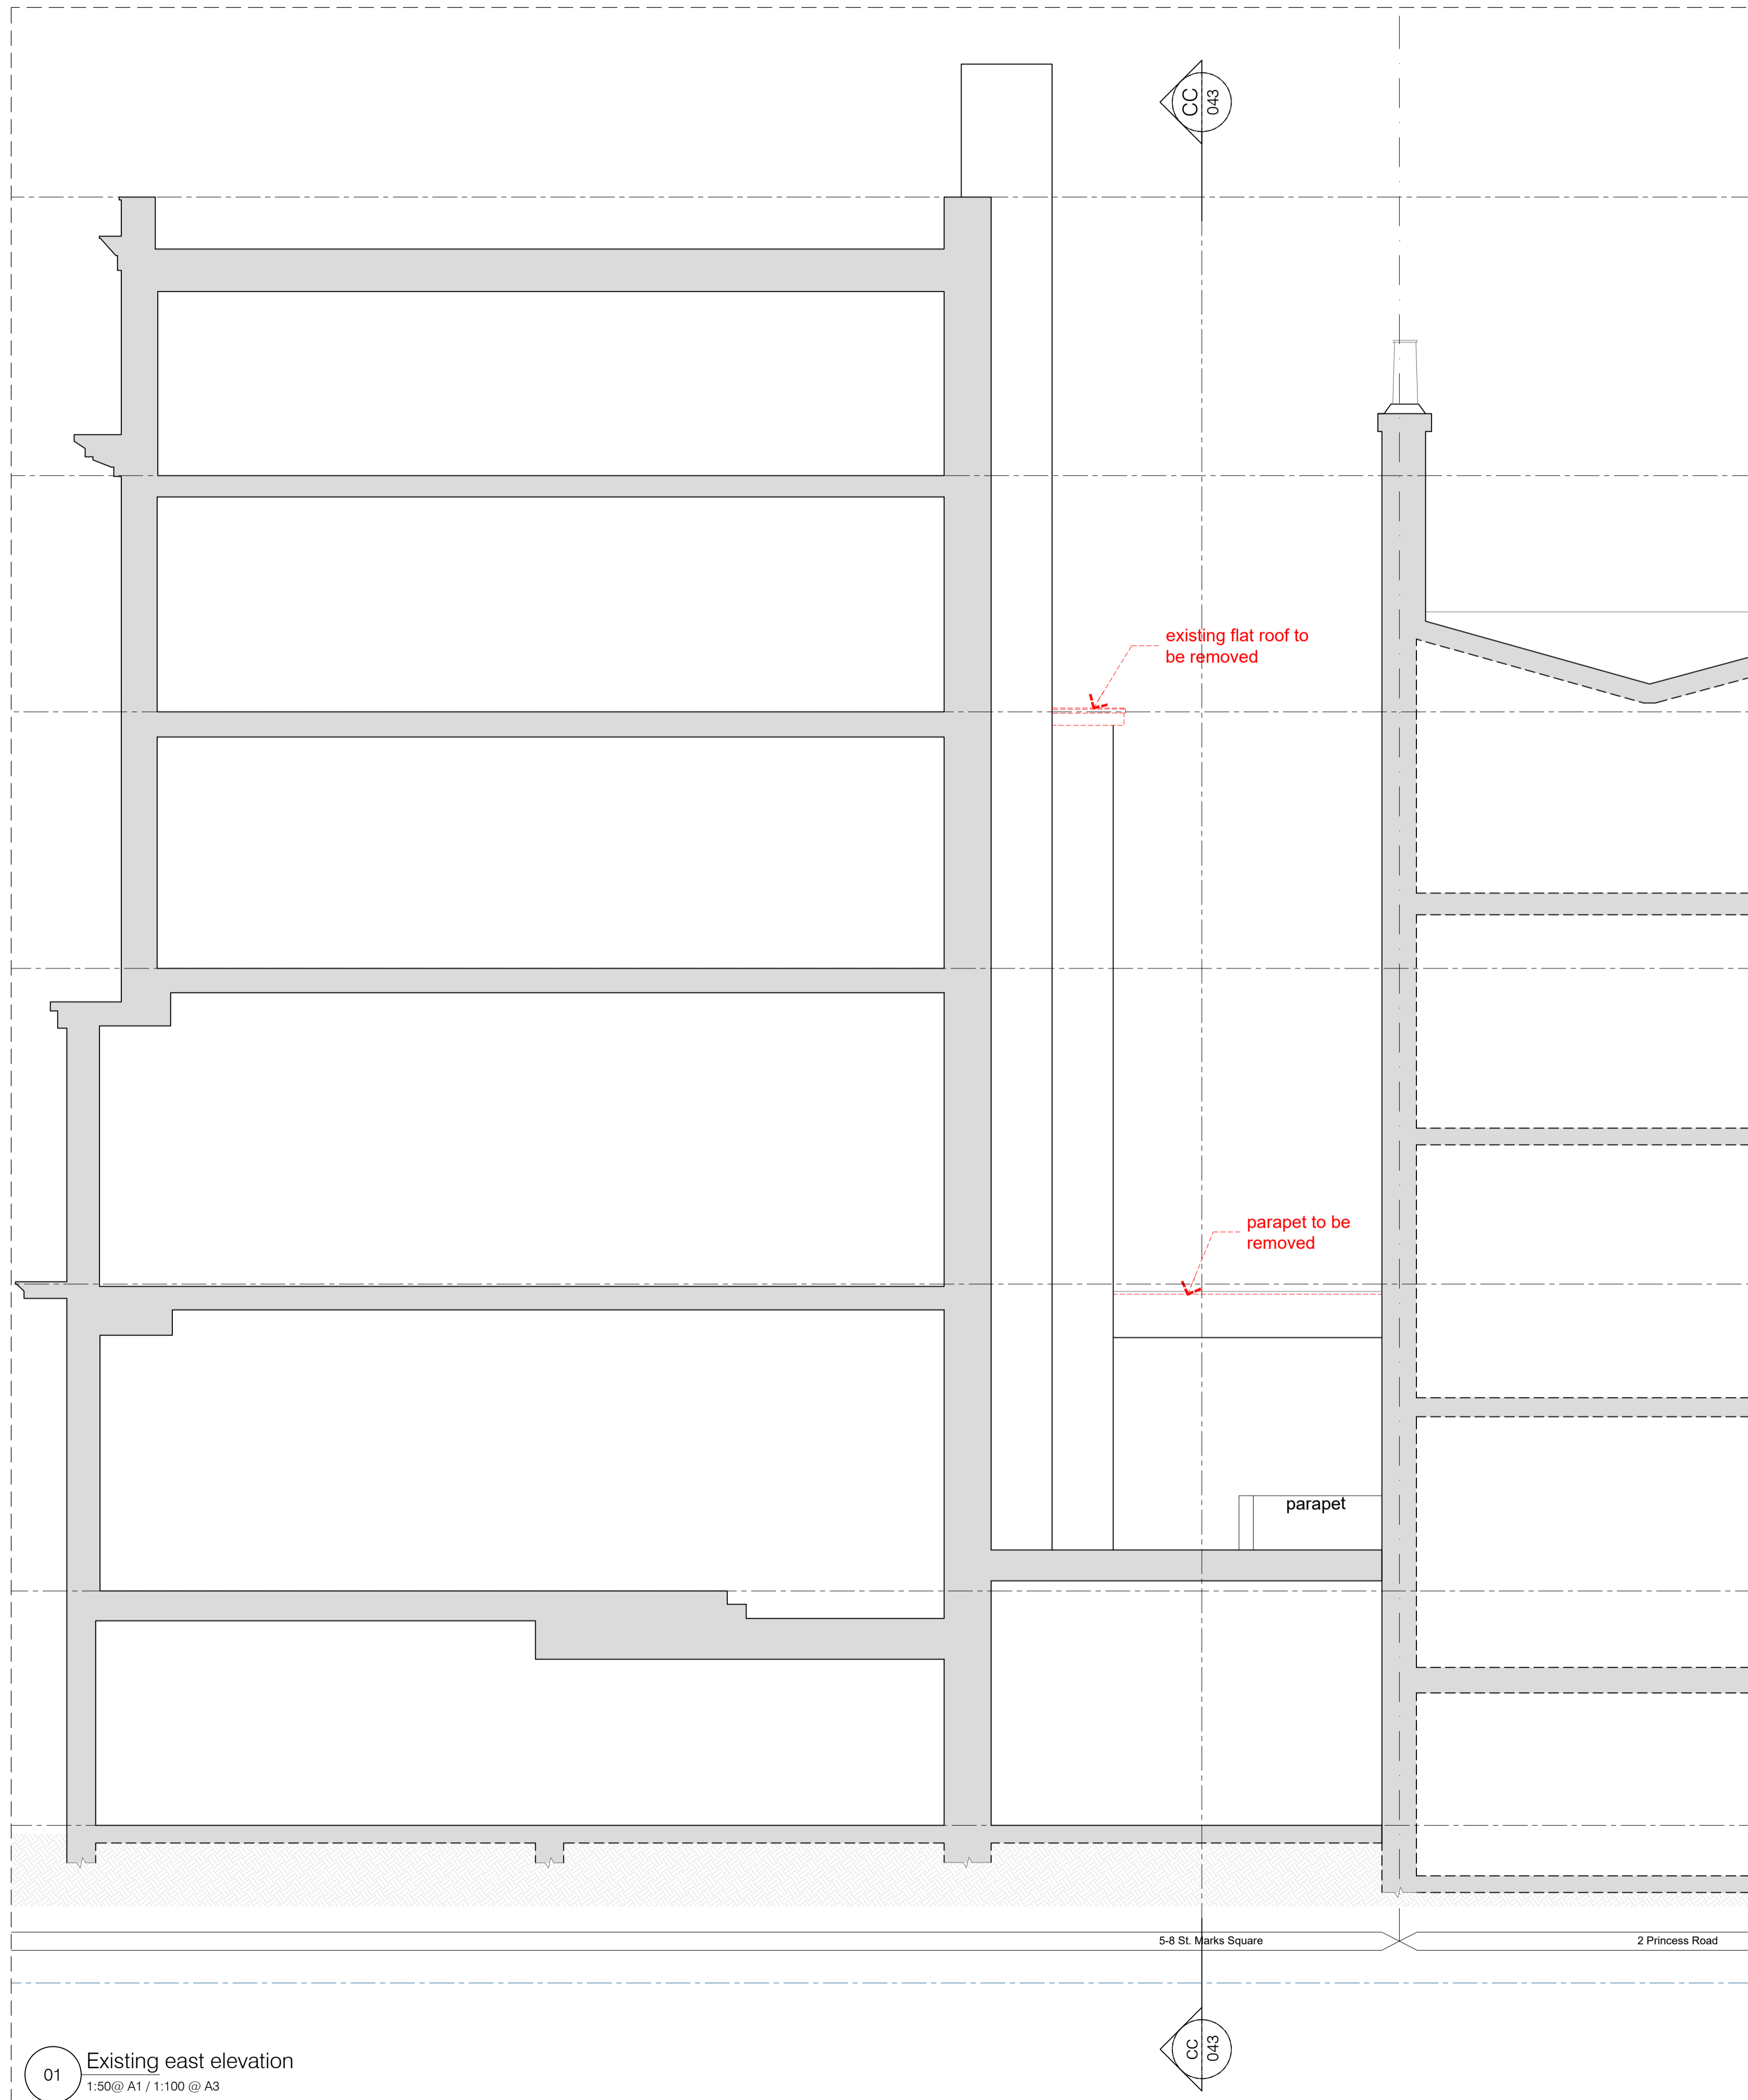 CC
043
existing flat roof to
be removed
parapet to be
removed
parapet
5-8 St. Marks Square
2 Princess Road
CC
043
01
Existing east elevation
1:50@ A1 / 1:100 @ A3